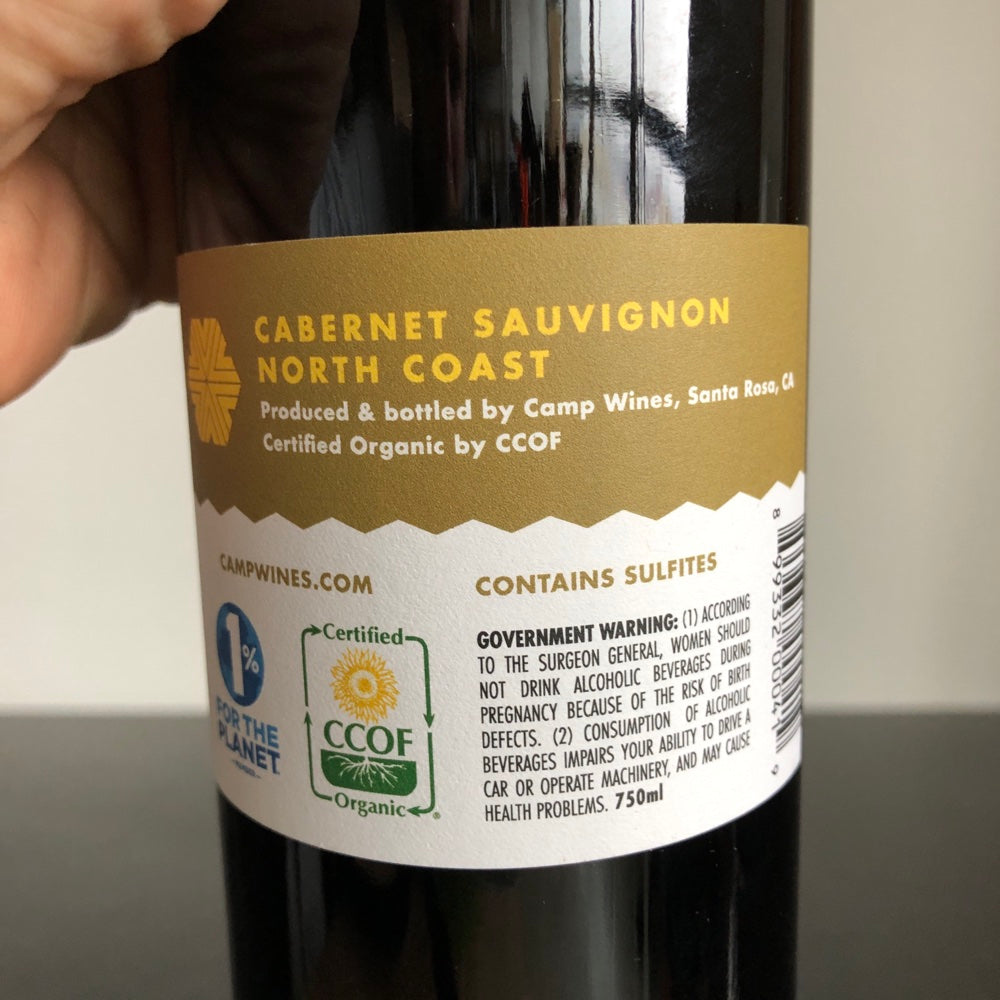 CABERNET SAUVIGNON
NORTH COAST
Produced & bottled by Camp Wines, Santa Rosa, CA
Certified Organic by CCOF
CAMPWINES.COM
CONTAINS SULFITES
1%
FOR THE
PLANET
Certified
CCOF
Organic
®
GOVERNMENT WARNING: (1) ACCORDING
TO THE SURGEON GENERAL, WOMEN SHOULD
NOT DRINK ALCOHOLIC BEVERAGES DURING
PREGNANCY BECAUSE OF THE RISK OF BIRTH
DEFECTS. (2) CONSUMPTION OF ALCOHOLIC
BEVERAGES IMPAIRS YOUR ABILITY TO DRIVE A
CAR OR OPERATE MACHINERY, AND MAY CAUSE
HEALTH PROBLEMS. 750ml